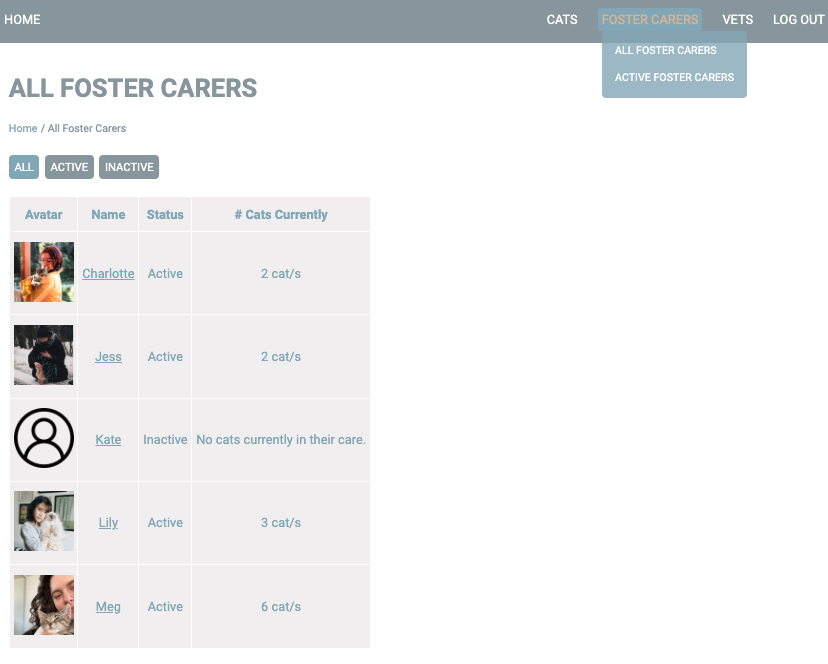 HOME CATS FOSTER CARERS VETS LOG OUT
ALL FOSTER CARERS
ACTIVE FOSTER CARERS
ALL FOSTER CARERS
Home / All Foster Carers
ALL ACTIVE INACTIVE
Avatar Name Status # Cats Currently
Charlotte Active 2 cat/s
Jess Active 2 cat/s
Kate Inactive No cats currently in their care.
Lily Active 3 cat/s
Meg Active 6 cat/s